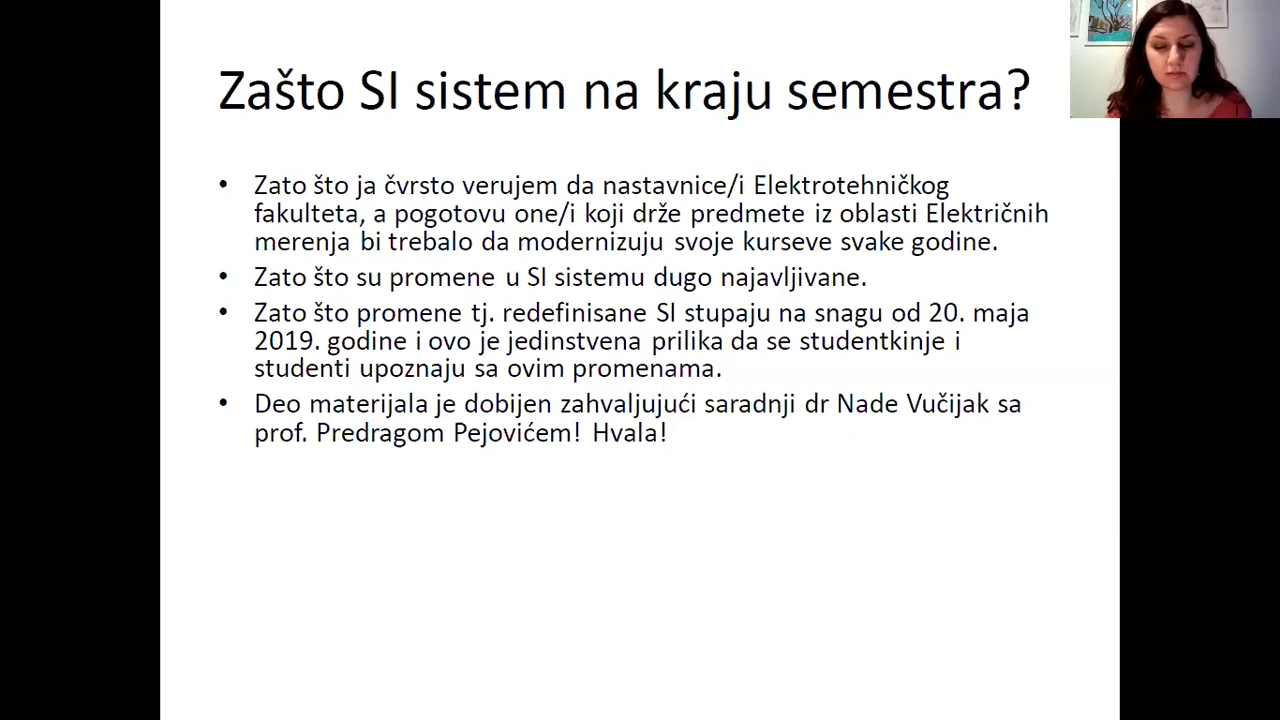 Zašto SI sistem na kraju semestra?
• Zato što ja čvrsto verujem da nastavnice/i Elektrotehničkog
fakulteta, a pogotovu one/i koji drže predmete iz oblasti Električnih
merenja bi trebalo da modernizuju svoje kurseve svake godine.
• Zato što su promene u SI sistemu dugo najavljivane.
• Zato što promene tj. redefinisane SI stupaju na snagu od 20. maja
2019. godine i ovo je jedinstvena prilika da se studentkinje i
studenti upoznaju sa ovim promenama.
• Deo materijala je dobijen zahvaljujući saradnji dr Nade Vučijak sa
prof. Predragom Pejovićem! Hvala!